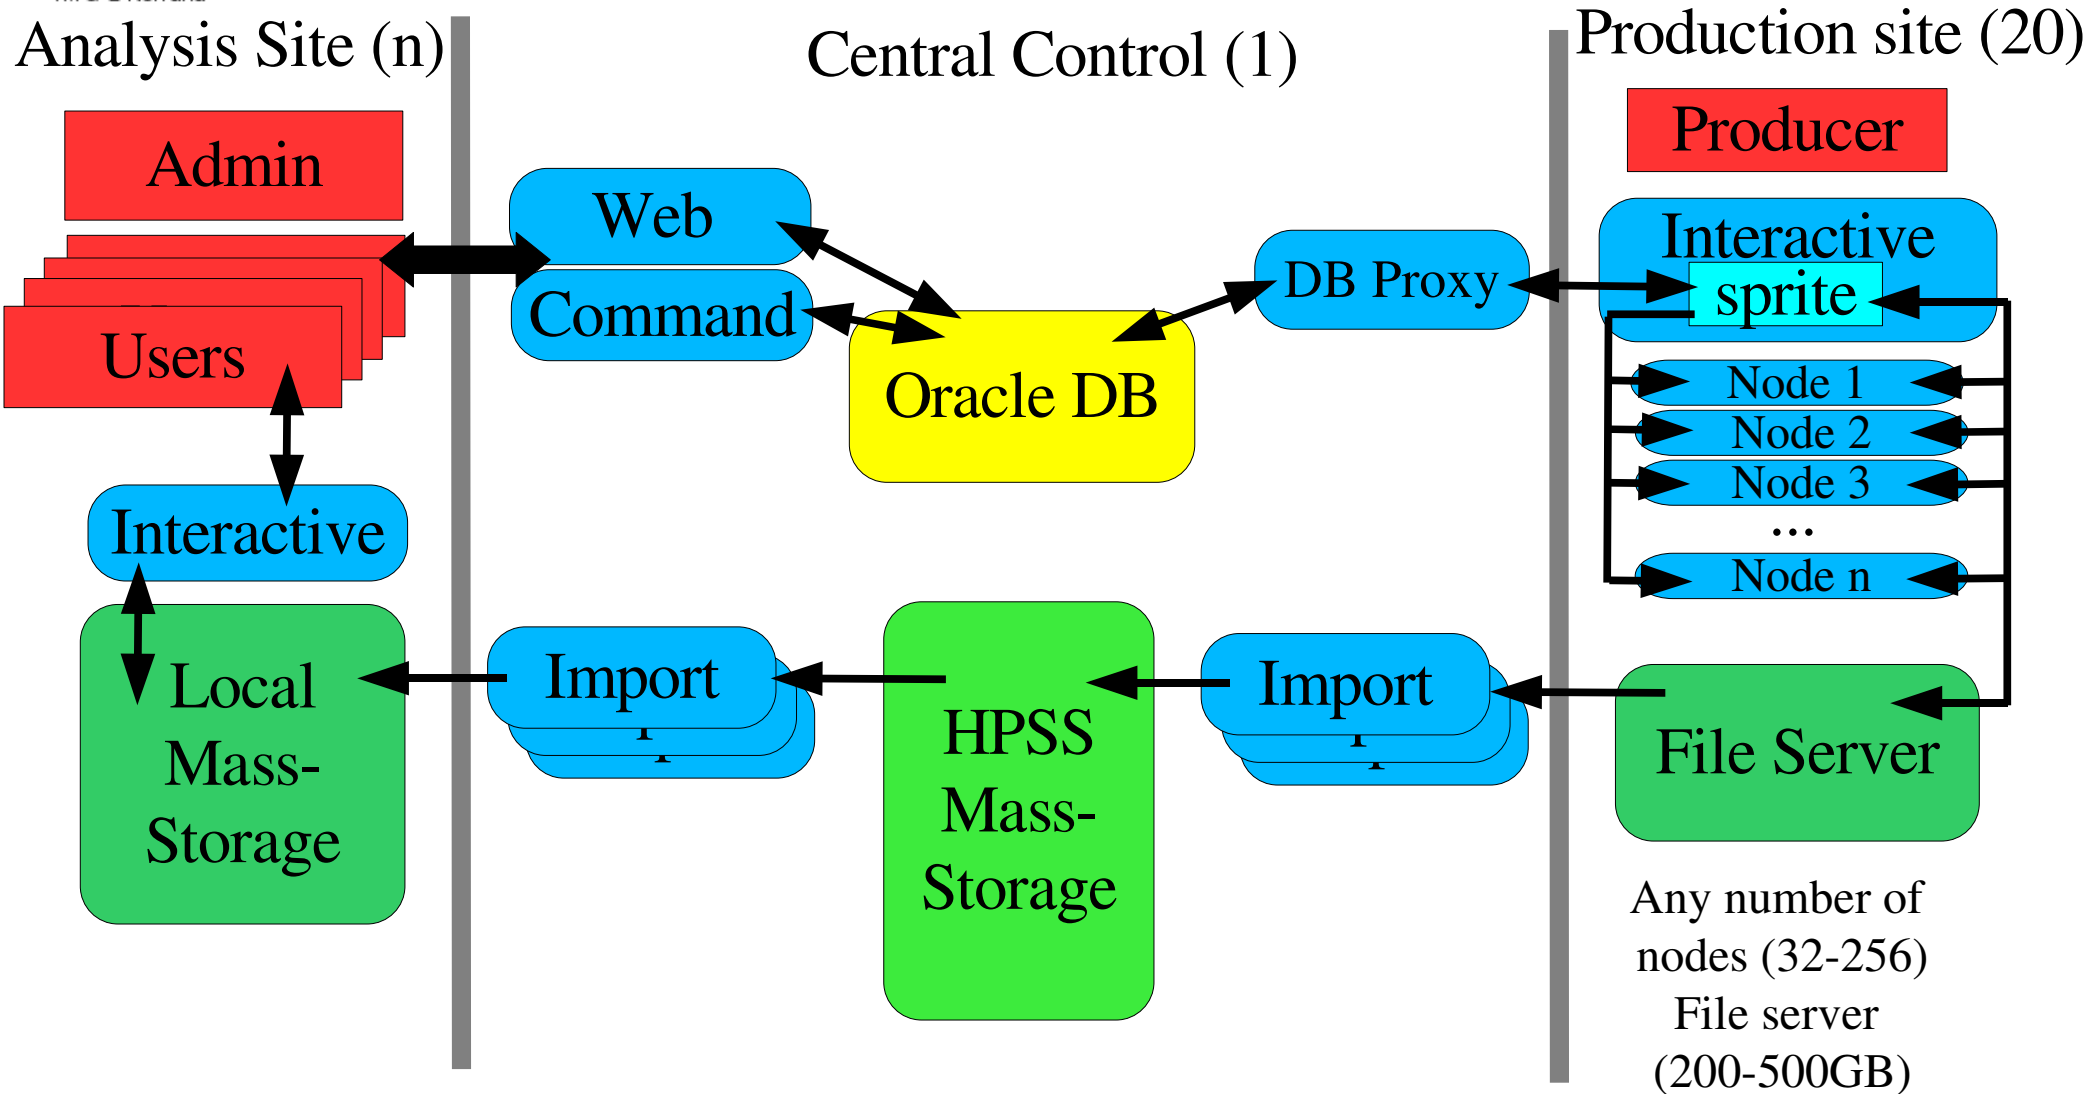 Analysis Site (n)
Admin
Users
Interactive
Local
Mass-
Storage
Central Control (1)
Web
Command
Oracle DB
DB Proxy
Import
HPSS
Mass-
Storage
Import
Production site (20)
Producer
Interactive
sprite
Node 1
Node 2
Node 3
...
Node n
File Server
Any number of
nodes (32-256)
File server
(200-500GB)